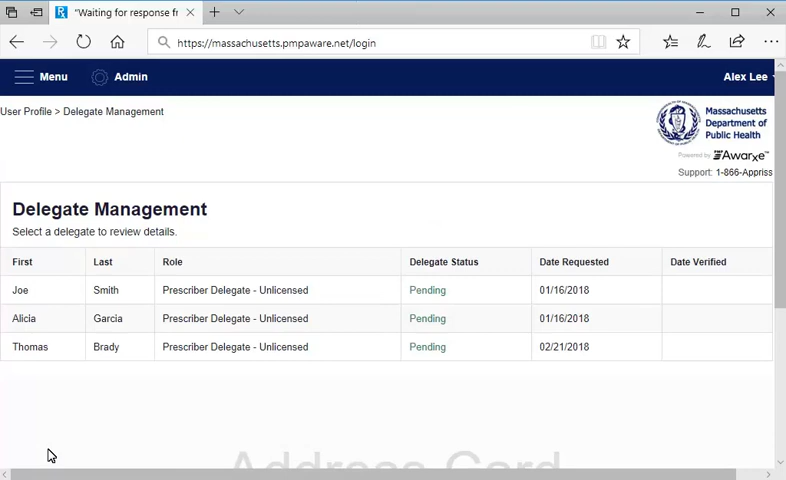 "Waiting for response fr
https://massachusetts.pmpaware.net/login
Menu Admin Alex Lee
User Profile > Delegate Management
Massachusetts
Department of
Public Health
Powered by Awarxe™
Support: 1-866-Appriss
Delegate Management
Select a delegate to review details.
First Last Role Delegate Status Date Requested Date Verified
Joe Smith Prescriber Delegate - Unlicensed Pending 01/16/2018
Alicia Garcia Prescriber Delegate - Unlicensed Pending 01/16/2018
Thomas Brady Prescriber Delegate - Unlicensed Pending 02/21/2018
Address Card